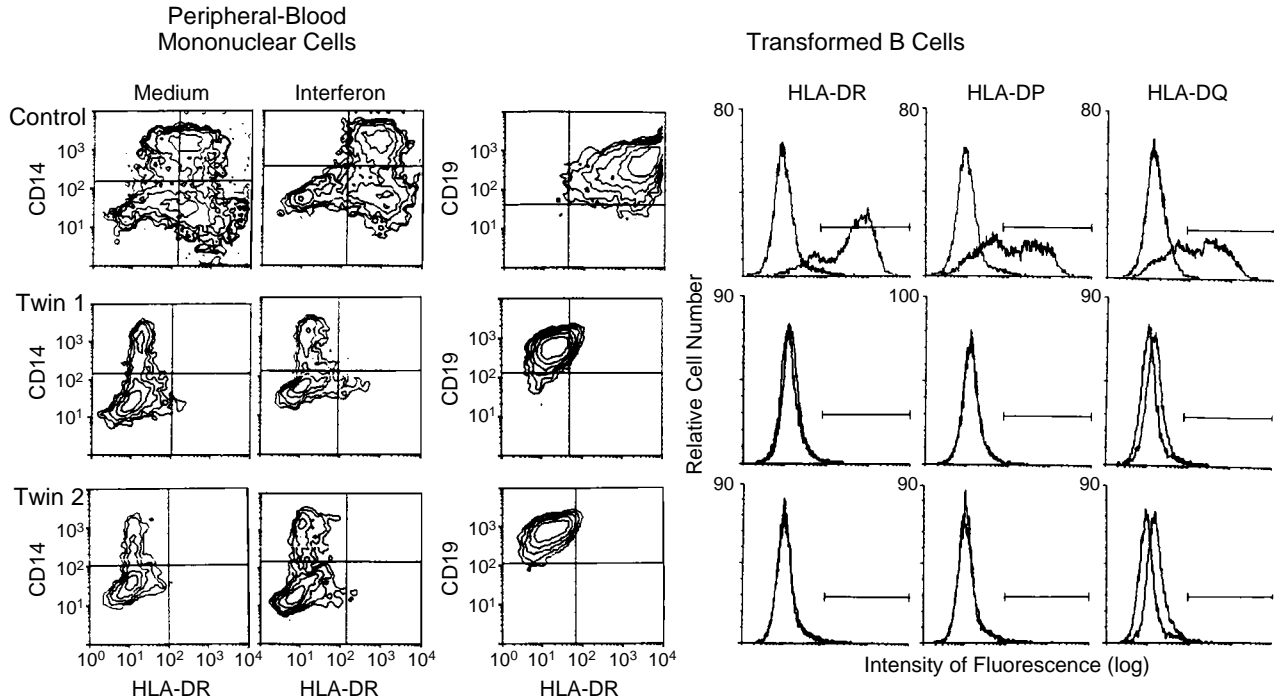 Peripheral-Blood
Mononuclear Cells
Transformed B Cells
Medium
Interferon
HLA-DR
HLA-DP
HLA-DQ
Control
CD14
10³
10²
10¹
CD19
10³
10²
10¹
80
80
80
Twin 1
CD14
10³
10²
10¹
CD19
10³
10²
10¹
90
100
90
Relative Cell Number
Twin 2
CD14
10³
10²
10¹
CD19
10³
10²
10¹
90
90
90
10⁰ 10¹ 10² 10³ 10⁴
10¹ 10² 10³ 10⁴
10⁰ 10¹ 10² 10³ 10⁴
HLA-DR
HLA-DR
Intensity of Fluorescence (log)